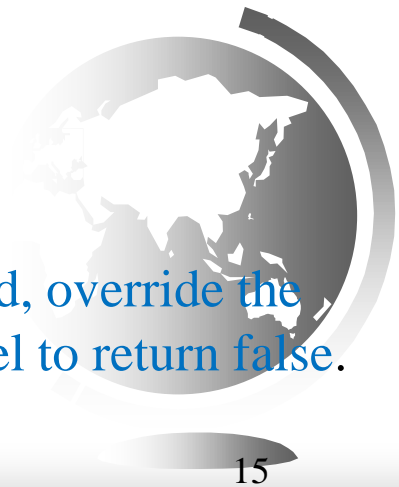 d, override the
el to return false.
15